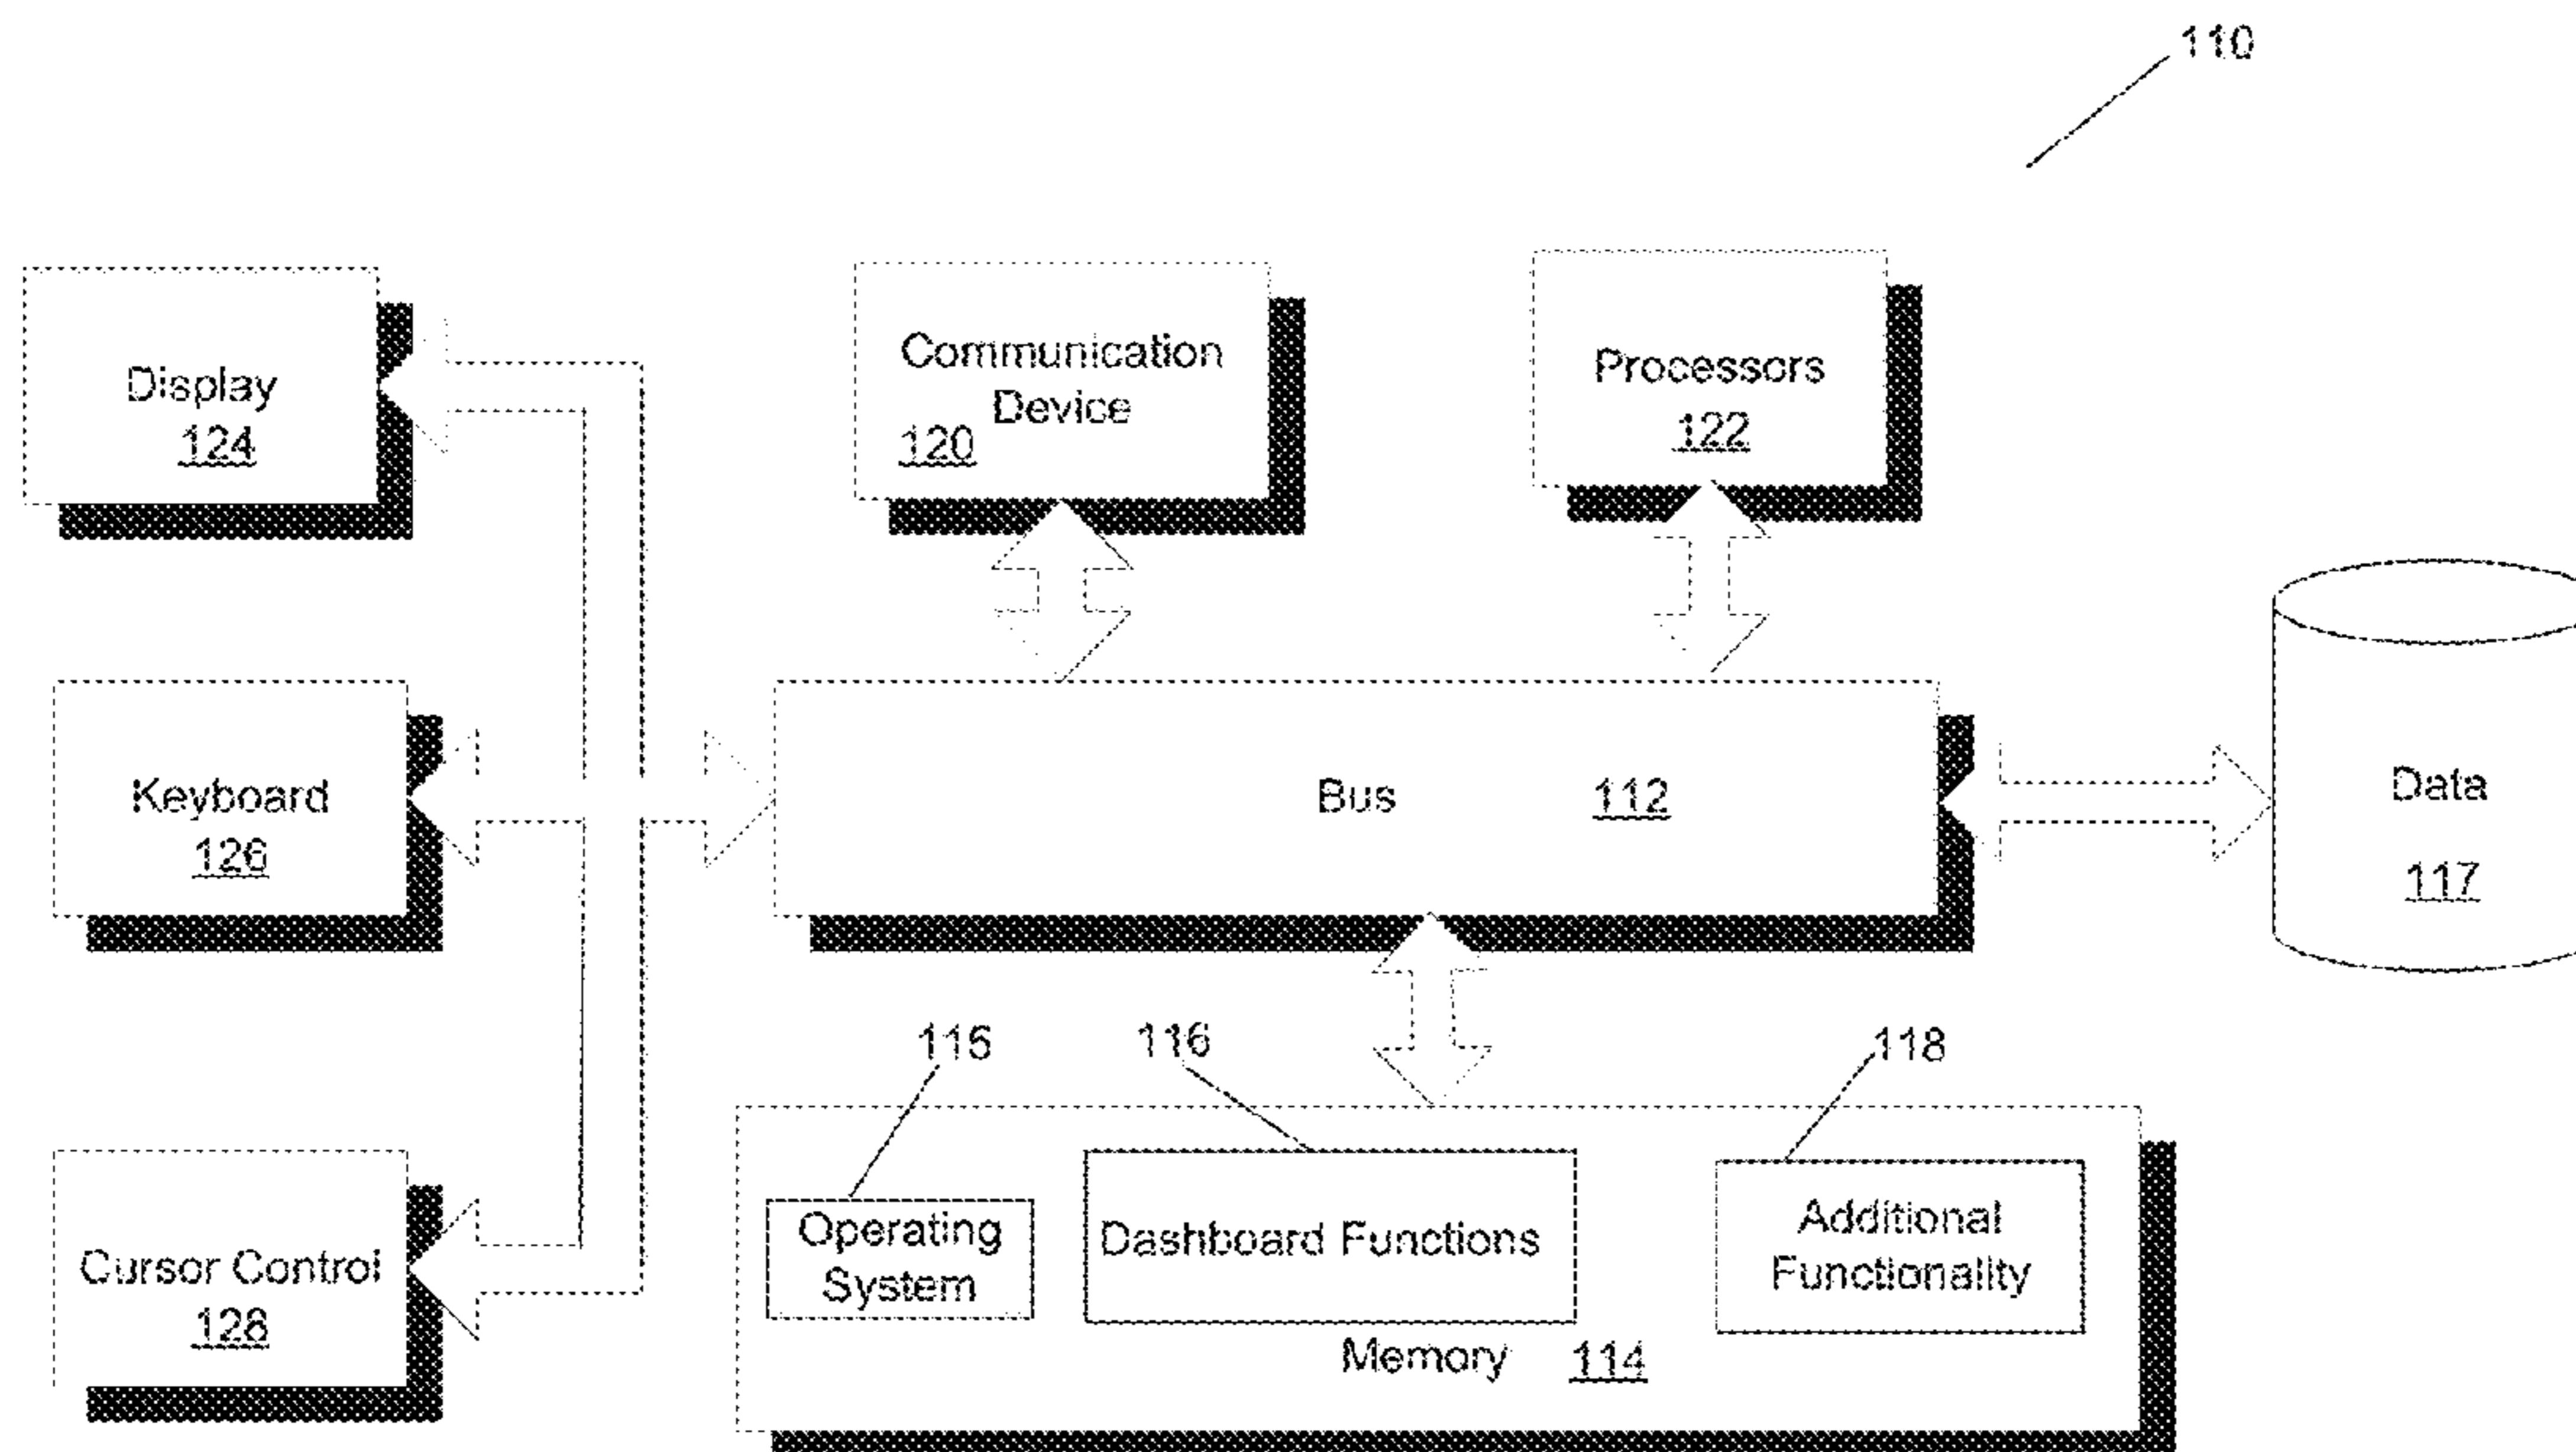 110
Display
124
Communication
Device
120
Processors
122
Keyboard
126
Bus 112
Data
117
115
116
118
Cursor Control
128
Operating
System
Dashboard Functions
Additional
Functionality
Memory 114